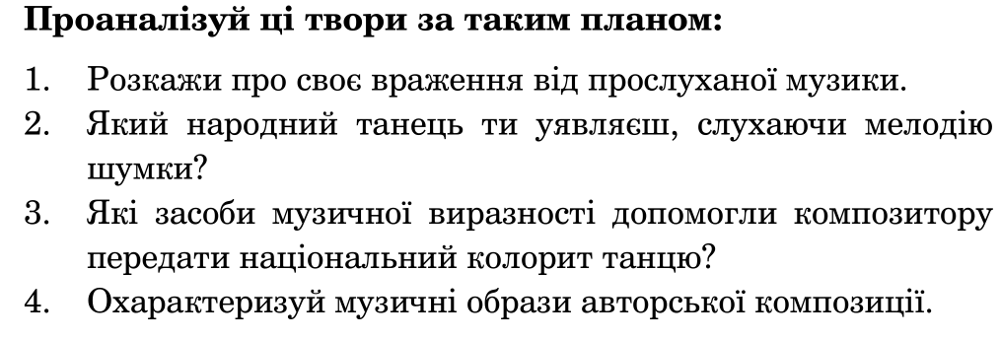 Проаналізуй ці твори за таким планом:
1. Розкажи про своє враження від прослуханої музики.
2. Який народний танець ти уявляєш, слухаючи мелодію
шумки?
3. Які засоби музичної виразності допомогли композитору
передати національний колорит танцю?
4. Охарактеризуй музичні образи авторської композиції.